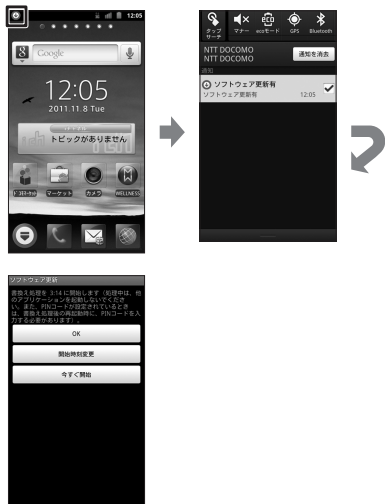 12:05
Google
12:05
2011.11.8 Tue
トピックがありません
マーケット
カメラ
WELLNESS
タップサーチ
マナー
ecoモード
GPS
Bluetooth
NTT DOCOMO
NTT DOCOMO
通知を消去
通知
ソフトウェア更新有
ソフトウェア更新有
12:05
ソフトウェア更新
書換え処理を 3:14 に開始します（処理中は、他
のアプリケーションを起動しないでくださ
い。また、PINコードが設定されているとき
は、書換え処理後の再起動時に、PINコードを入
力する必要があります）。
OK
開始時刻変更
今すぐ開始